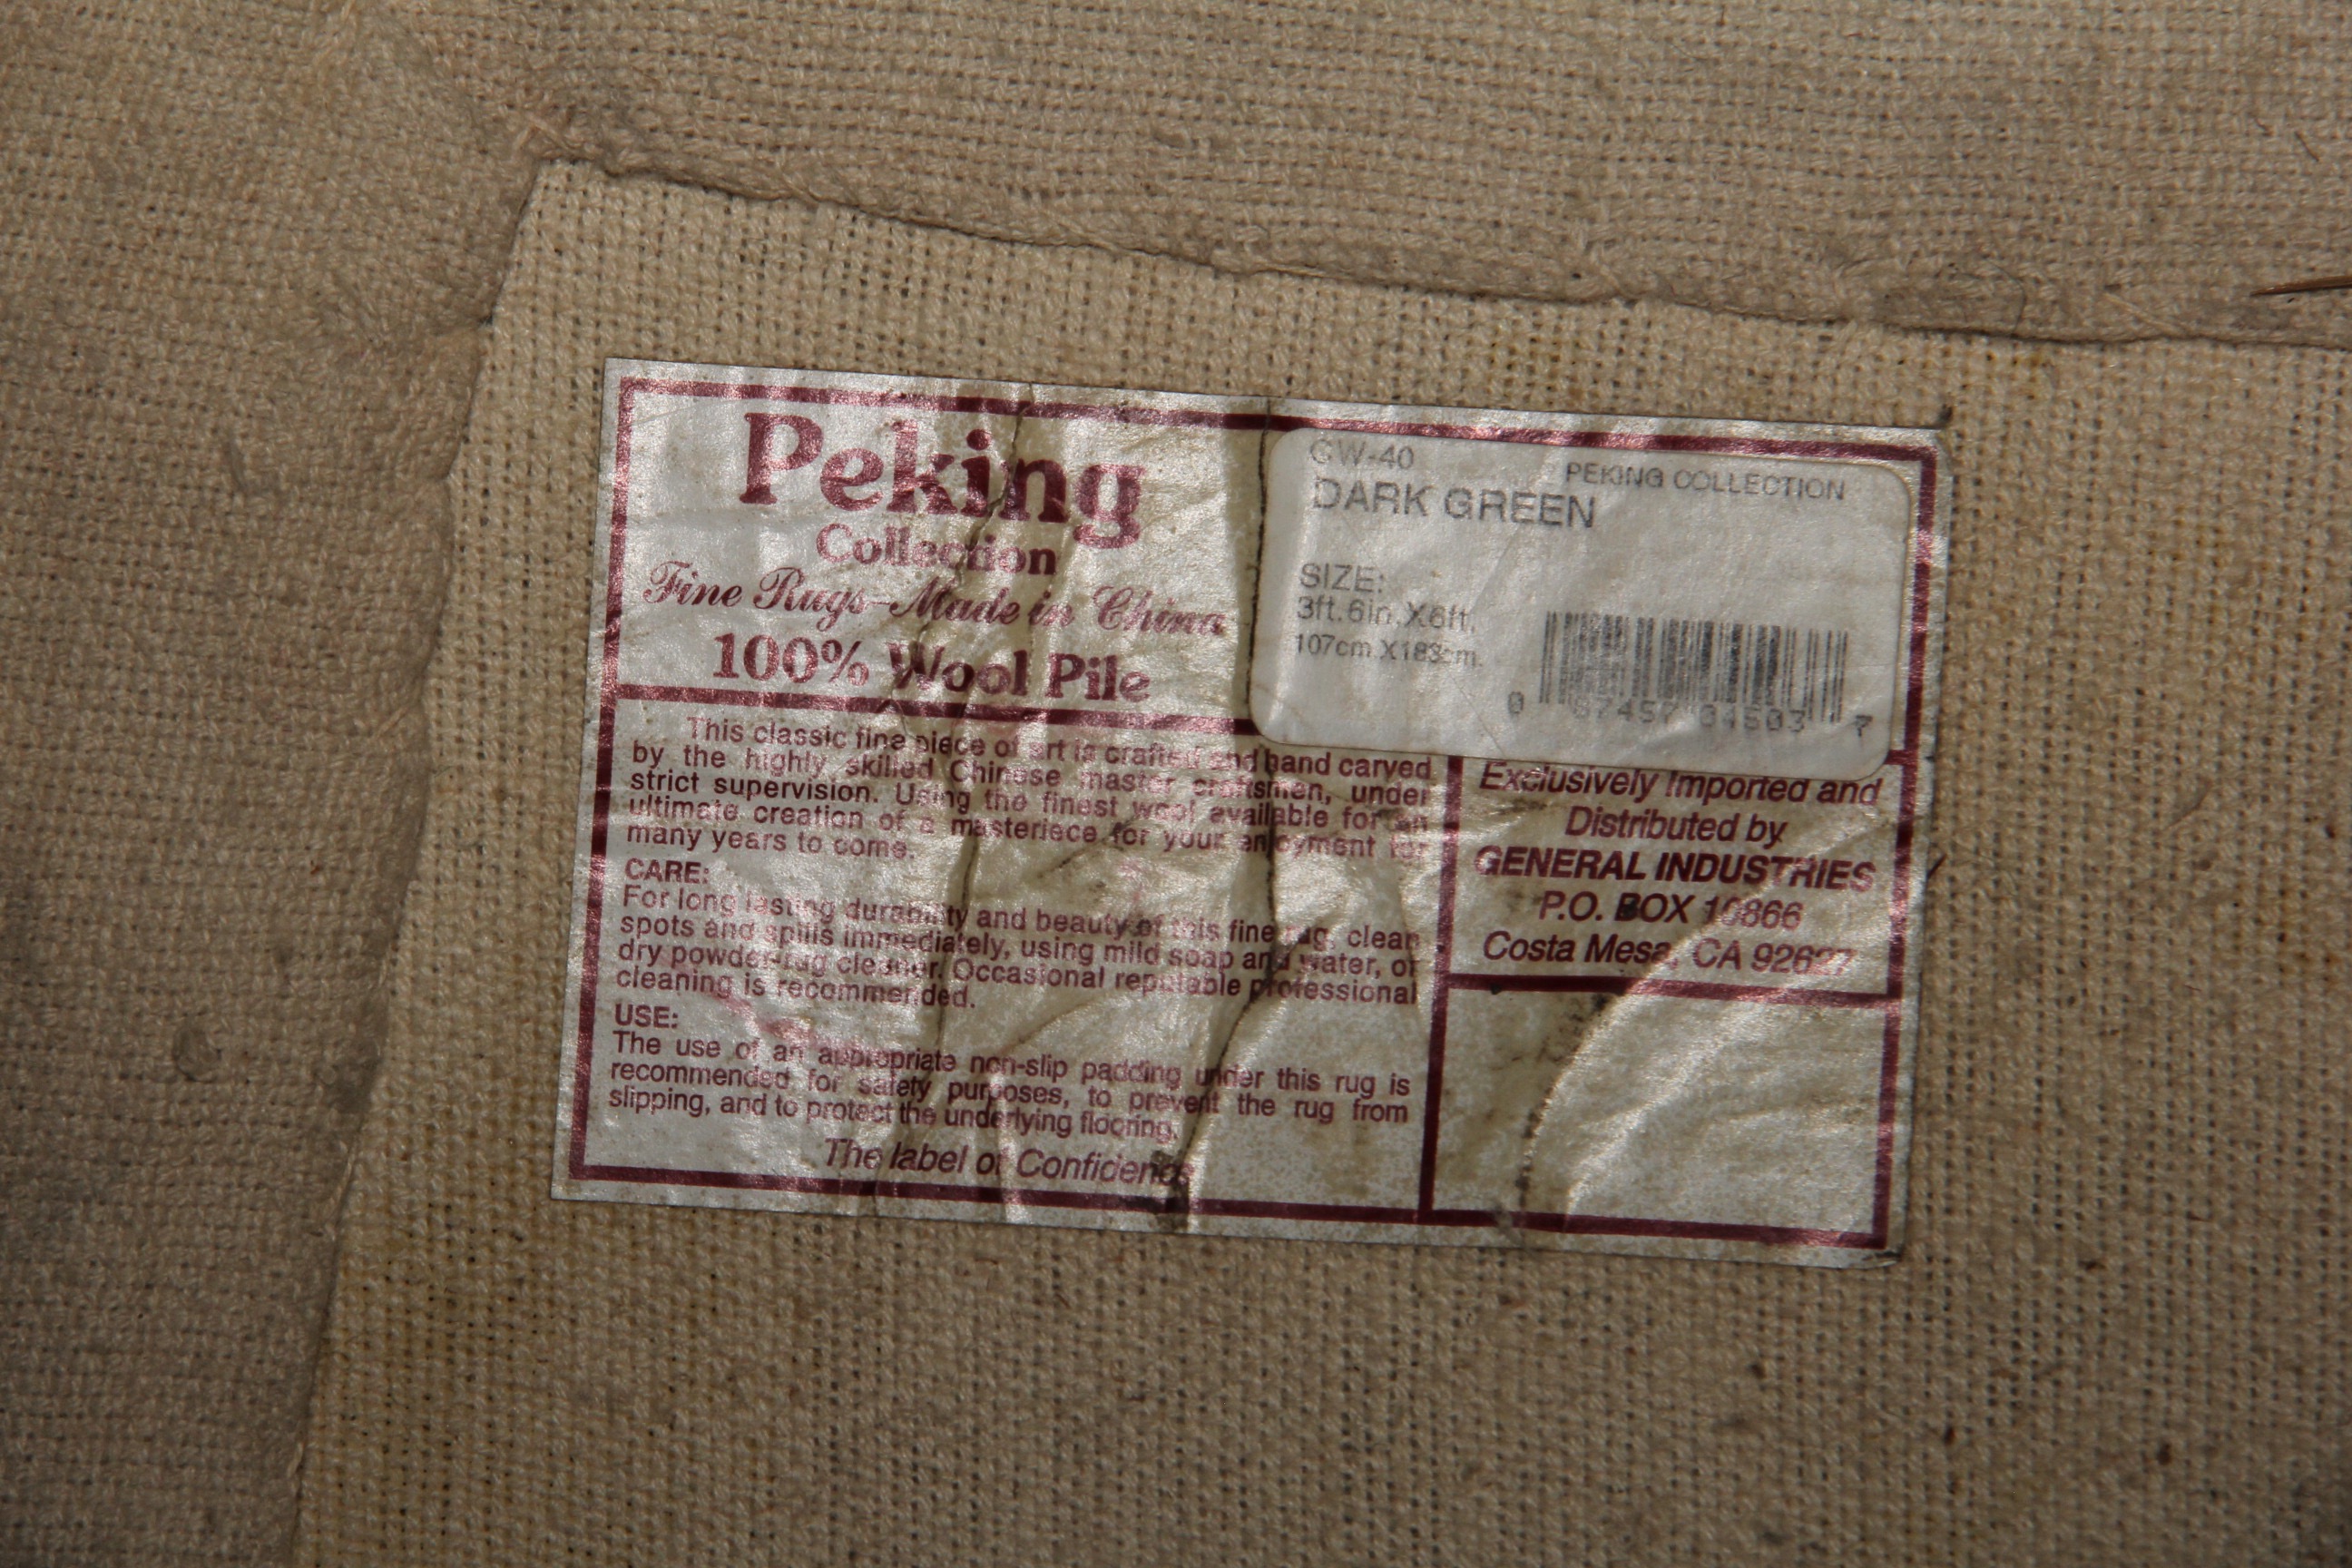 Peking
Collection
Fine Rugs-Made in China
100% Wool Pile
CW-40
PEKING COLLECTION
DARK GREEN
SIZE:
3ft. 6in. X 6ft.
107cm X 183cm.
0 7
This classic fine piece of art is crafted and hand carved
by the highly skilled Chinese master craftsmen, under
strict supervision. Using the finest wool available for an
ultimate creation of a masteriece for your enjoyment for
many years to come.
CARE:
For long lasting durability and beauty of this fine rug, clean
spots and spills immediately, using mild soap and water, or
dry powder-rug cleaner. Occasional reputable professional
cleaning is recommended.
USE:
The use of an appropriate non-slip padding under this rug is
recommended for safety purposes, to prevent the rug from
slipping, and to protect the underlying flooring.
The label of Confidence
Exclusively Imported and
Distributed by
GENERAL INDUSTRIES
P.O. BOX 10866
Costa Mesa, CA 92627